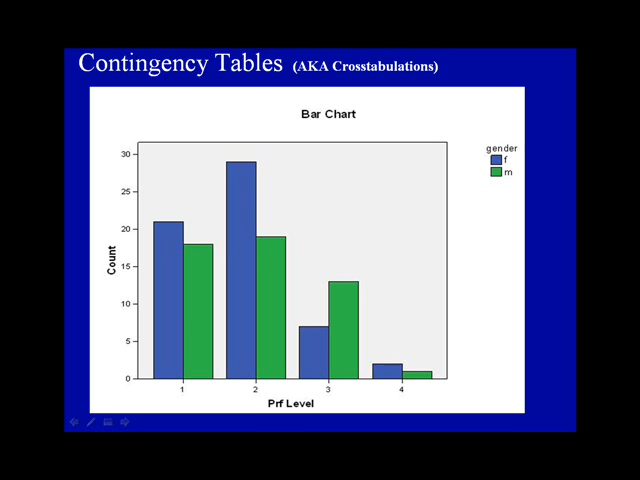 Contingency Tables (AKA Crosstabulations)
Bar Chart
gender
f
m
30
25
20
15
10
5
0
Count
1 2 3 4
Prf Level